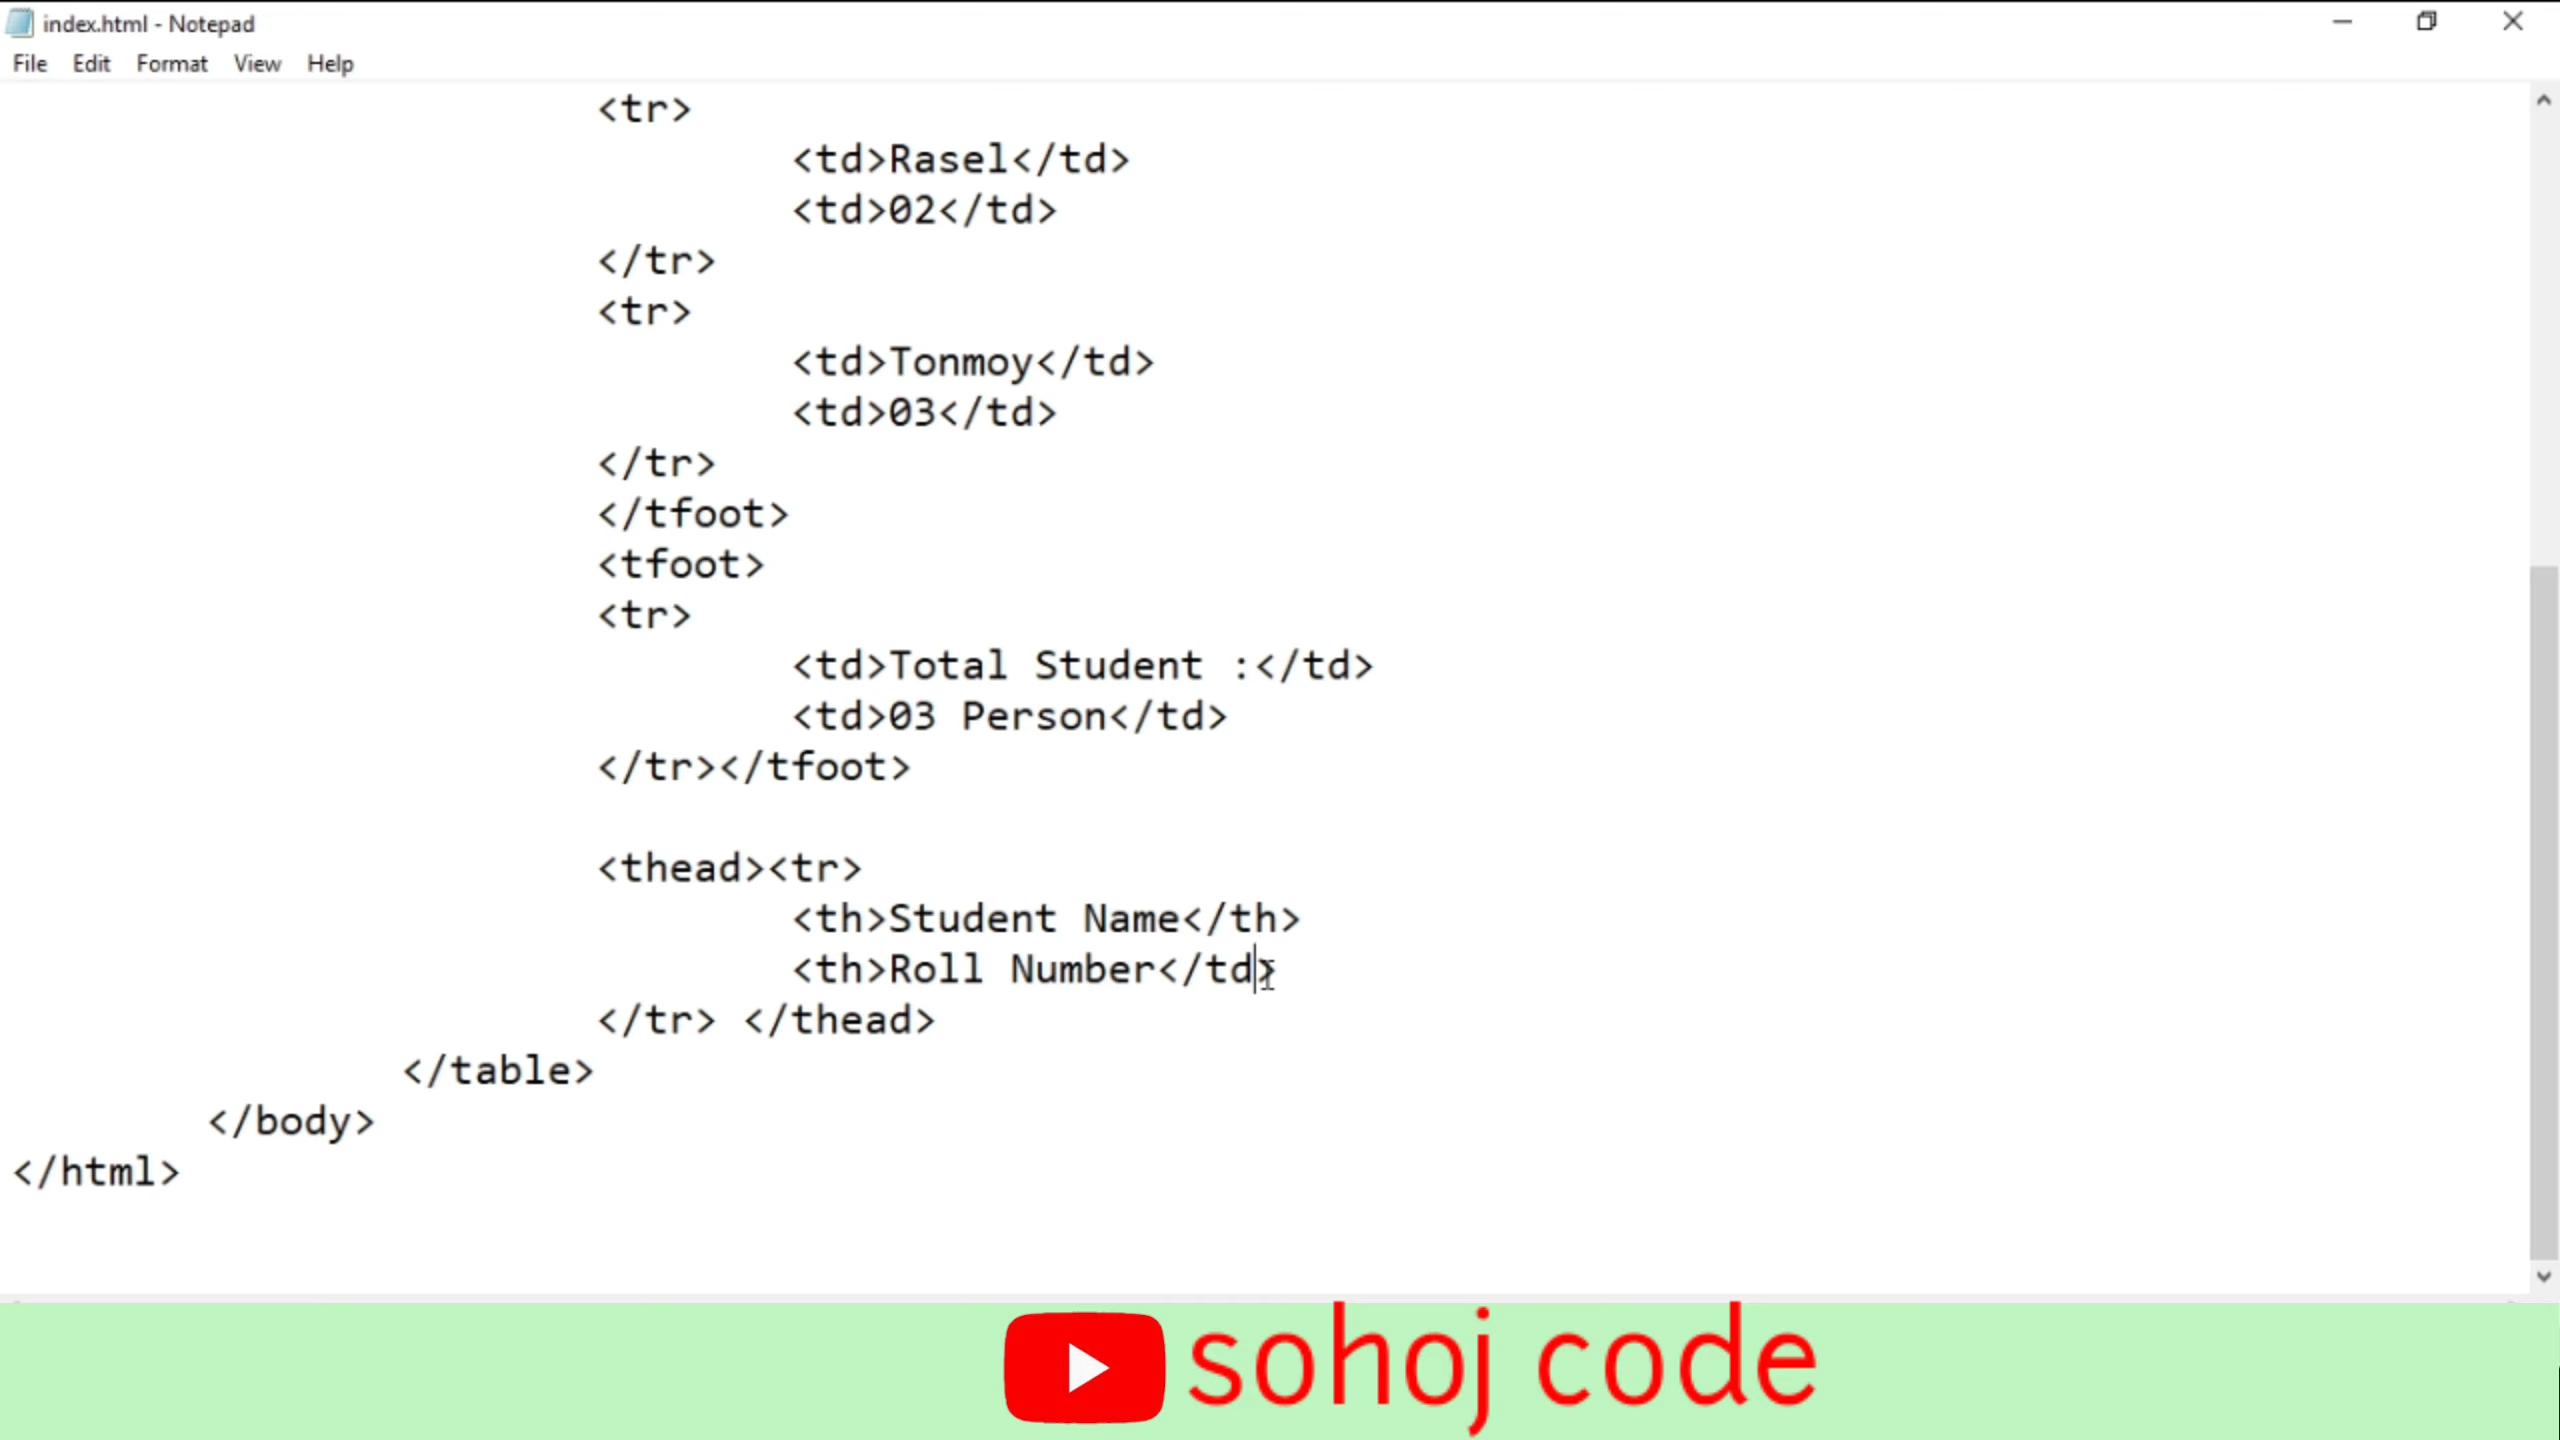 index.html - Notepad
File Edit Format View Help
<tr>
<td>Rasel</td>
<td>02</td>
</tr>
<tr>
<td>Tonmoy</td>
<td>03</td>
</tr>
</tfoot>
<tfoot>
<tr>
<td>Total Student :</td>
<td>03 Person</td>
</tr></tfoot>
<thead><tr>
<th>Student Name</th>
<th>Roll Number</td>
</tr> </thead>
</table>
</body>
</html>
sohoj code